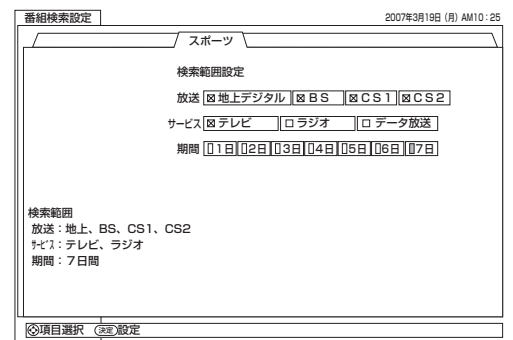 番組検索設定 2007年3月19日 (月) AM10:25
スポーツ
検索範囲設定
放送 地上デジタル BS CS1 CS2
サービス テレビ ラジオ データ放送
期間 1日 2日 3日 4日 5日 6日 7日
検索範囲
放送：地上、BS、CS1、CS2
ｻｰﾋﾞｽ：テレビ、ラジオ
期間：7日間
項目選択 決定 設定